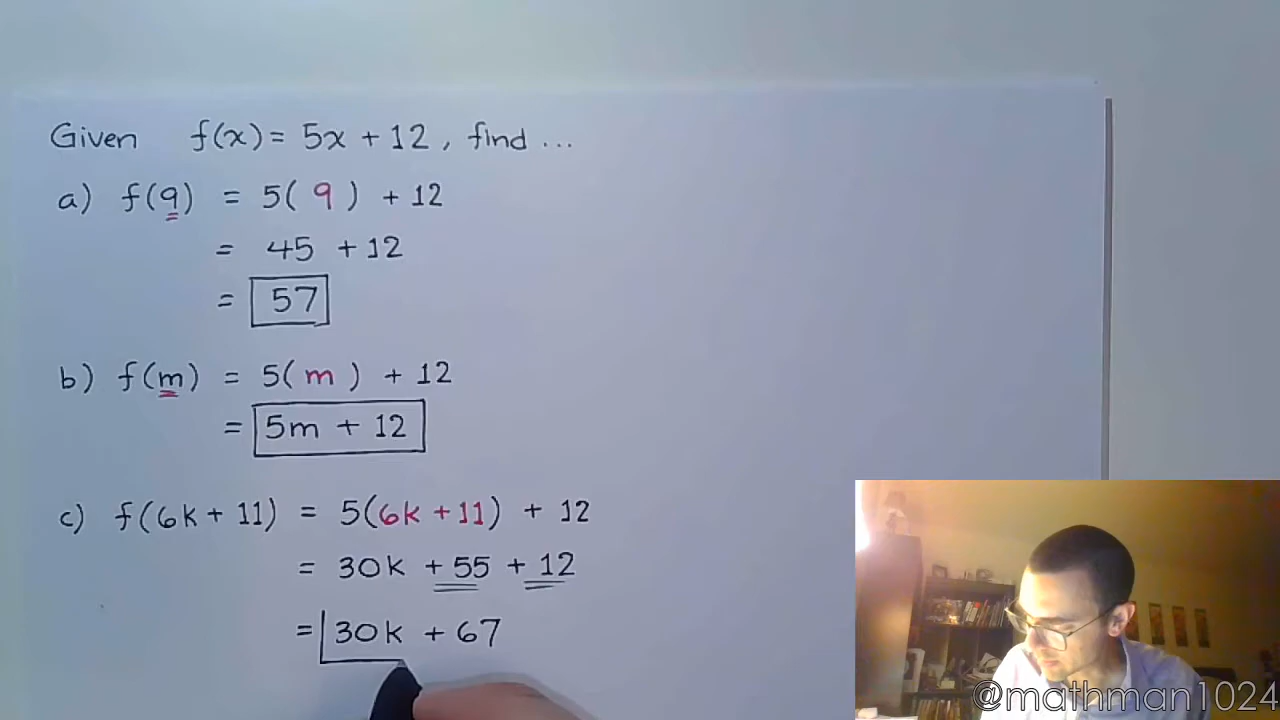 Given f(x) = 5x + 12, find ...
a) f(9) = 5( 9 ) + 12
= 45 + 12
= 57
b) f(m) = 5( m ) + 12
= 5m + 12
c) f(6k + 11) = 5(6k + 11) + 12
= 30k + 55 + 12
= 30k + 67
@mathman1024